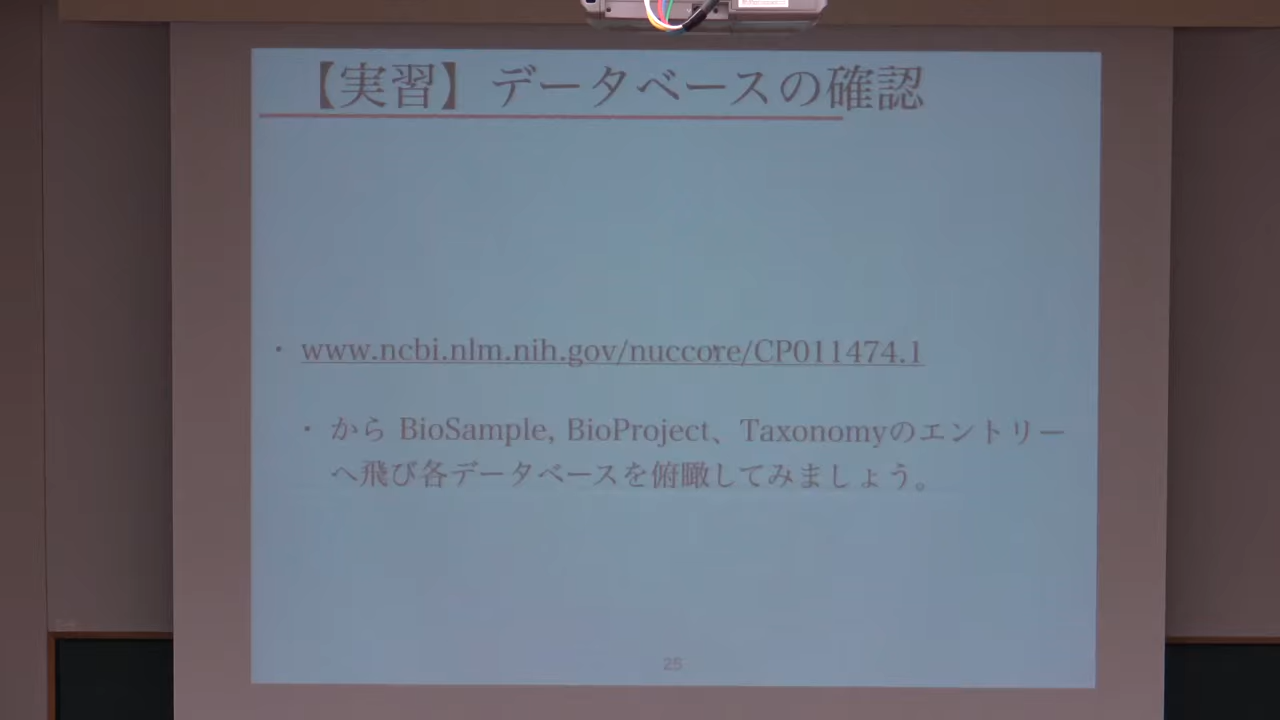 【実習】データベースの確認
・ www.ncbi.nlm.nih.gov/nuccore/CP011474.1
・ から BioSample, BioProject、Taxonomyのエントリー
へ飛び各データベースを俯瞰してみましょう。
25